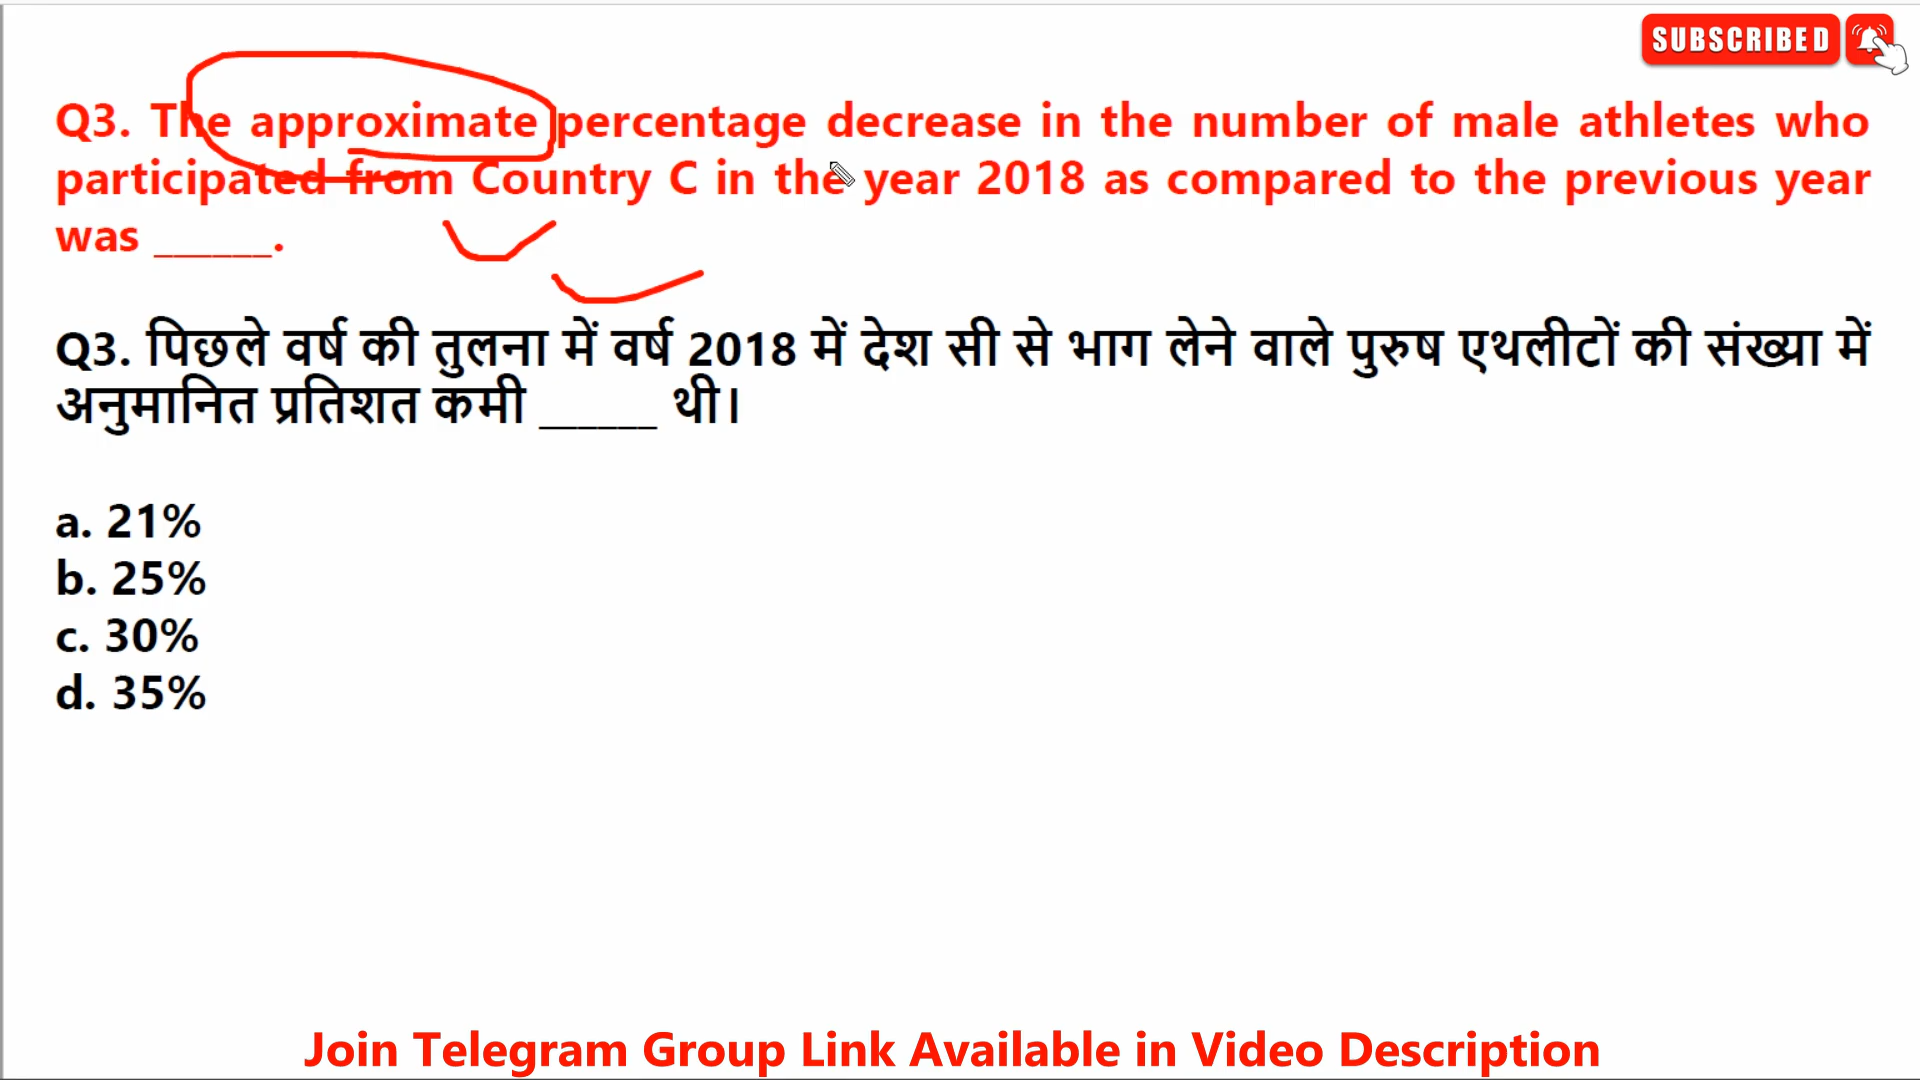 SUBSCRIBED
Q3. The approximate percentage decrease in the number of male athletes who
participated from Country C in the year 2018 as compared to the previous year
was ______.
Q3. पिछले वर्ष की तुलना में वर्ष 2018 में देश सी से भाग लेने वाले पुरुष एथलीटों की संख्या में
अनुमानित प्रतिशत कमी ______ थी।
a. 21%
b. 25%
c. 30%
d. 35%
Join Telegram Group Link Available in Video Description